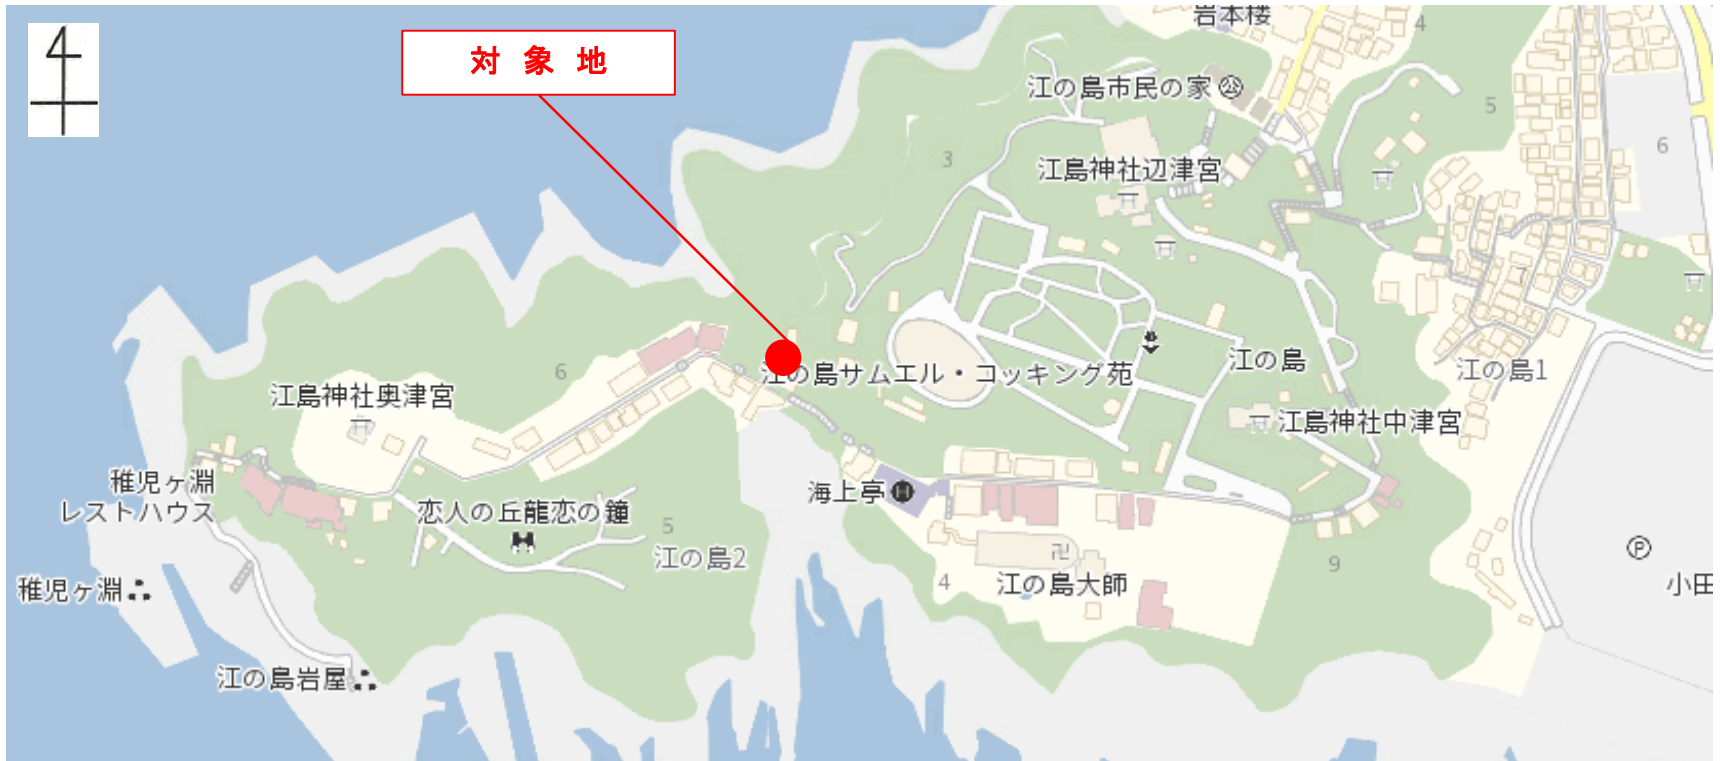 岩本楼
4
対象地
江の島市民の家
公
5
3
6
江島神社辺津宮
7
江の島サムエル・コッキング苑
江の島
江の島1
6
江島神社奥津宮
江島神社中津宮
稚児ヶ淵
レストハウス
海上亭
H
恋人の丘龍恋の鐘
5
江の島2
卍
P
9
4
江の島大師
小田
稚児ヶ淵
江の島岩屋